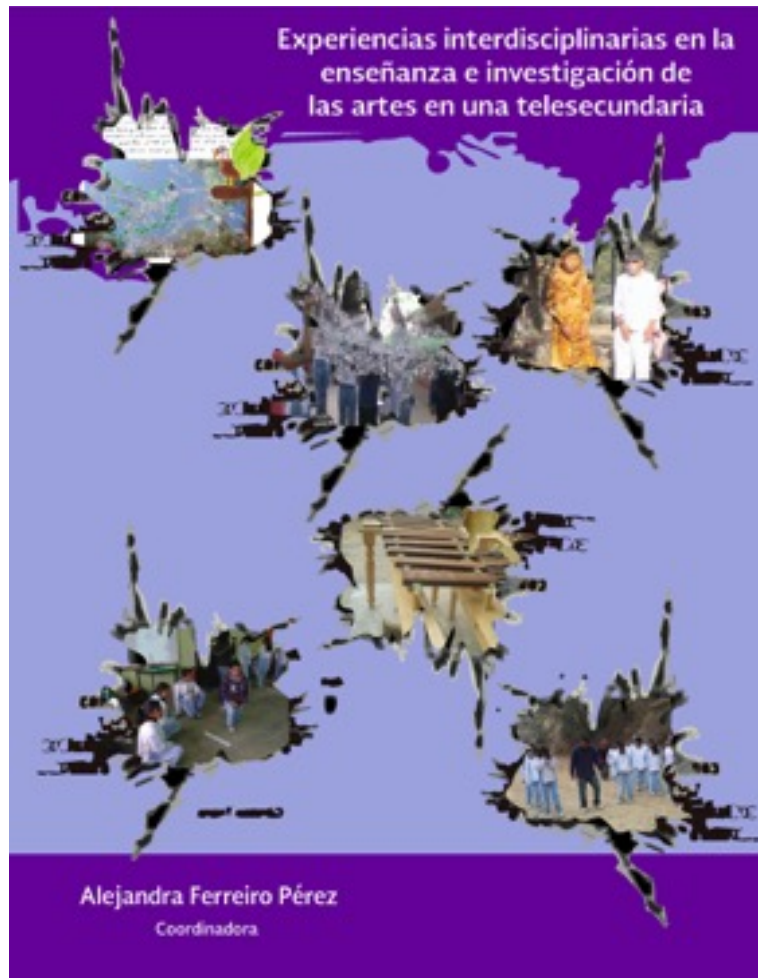 Experiencias interdisciplinarias en la
enseñanza e investigación de
las artes en una telesecundaria
Alejandra Ferreiro Pérez
Coordinadora